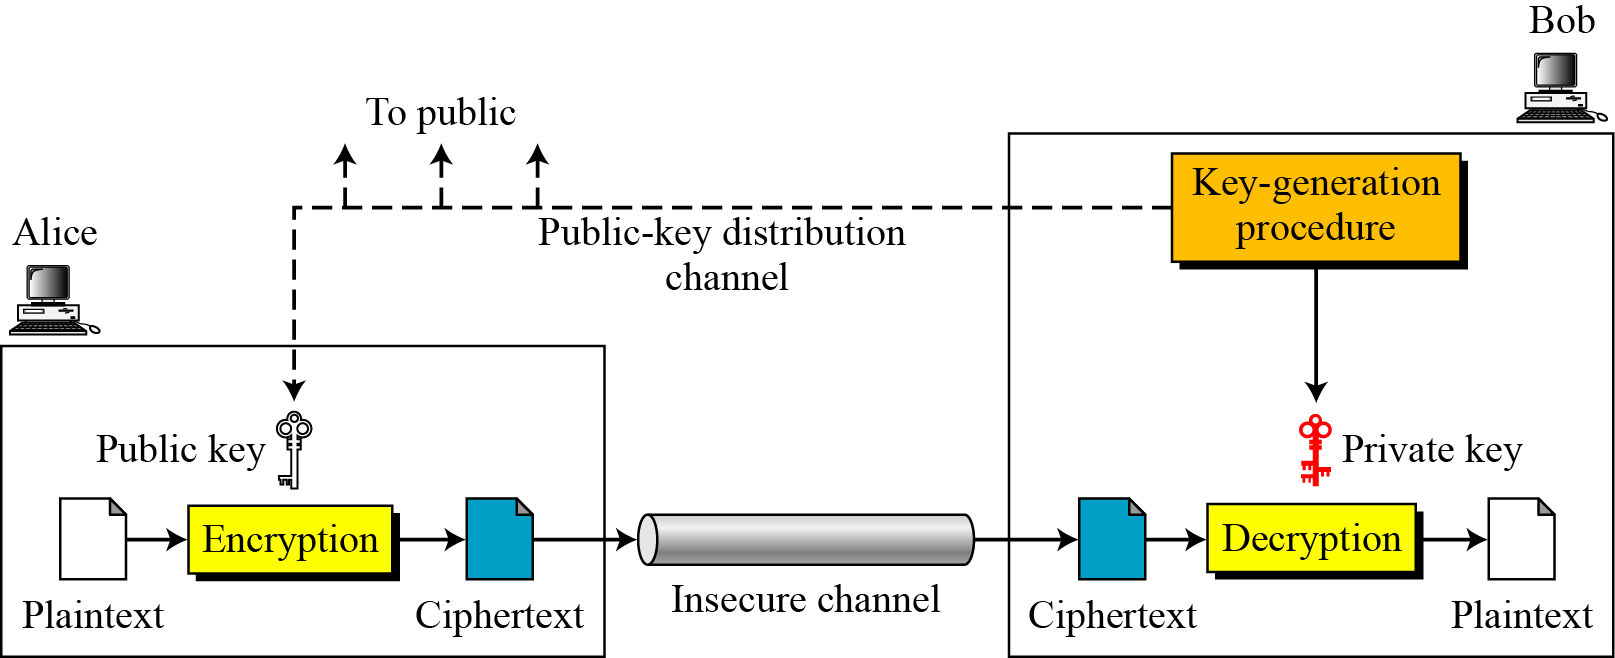 Bob
To public
Key-generation
procedure
Public-key distribution
channel
Alice
Public key
Private key
Encryption
Decryption
Plaintext
Ciphertext
Insecure channel
Ciphertext
Plaintext